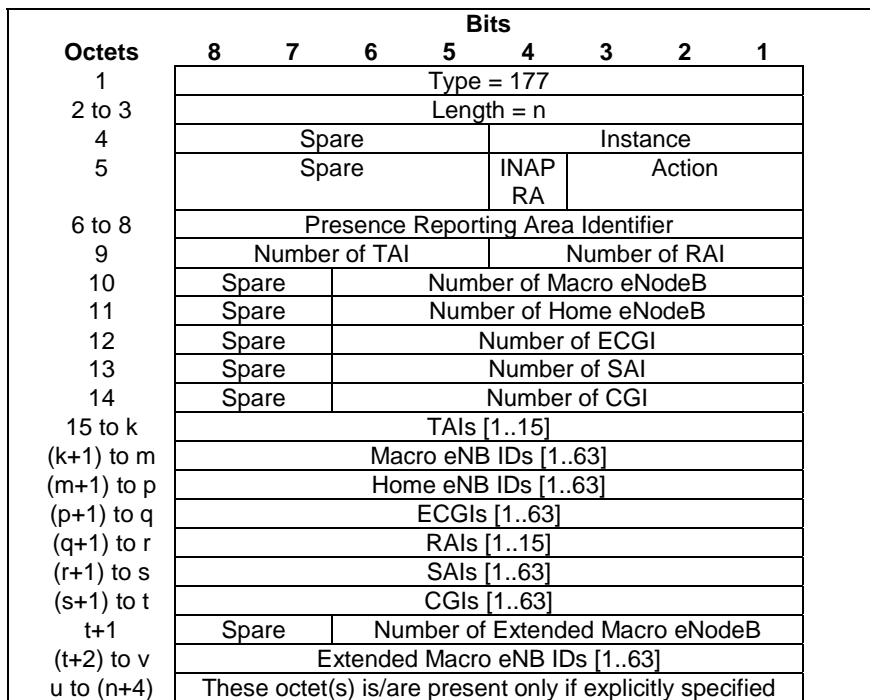 Bits
Octets 8 7 6 5 4 3 2 1
1 Type = 177
2 to 3 Length = n
4 Spare Instance
5 Spare INAP Action
RA
6 to 8 Presence Reporting Area Identifier
9 Number of TAI Number of RAI
10 Spare Number of Macro eNodeB
11 Spare Number of Home eNodeB
12 Spare Number of ECGI
13 Spare Number of SAI
14 Spare Number of CGI
15 to k TAIs [1..15]
(k+1) to m Macro eNB IDs [1..63]
(m+1) to p Home eNB IDs [1..63]
(p+1) to q ECGIs [1..63]
(q+1) to r RAIs [1..15]
(r+1) to s SAIs [1..63]
(s+1) to t CGIs [1..63]
t+1 Spare Number of Extended Macro eNodeB
(t+2) to v Extended Macro eNB IDs [1..63]
u to (n+4) These octet(s) is/are present only if explicitly specified